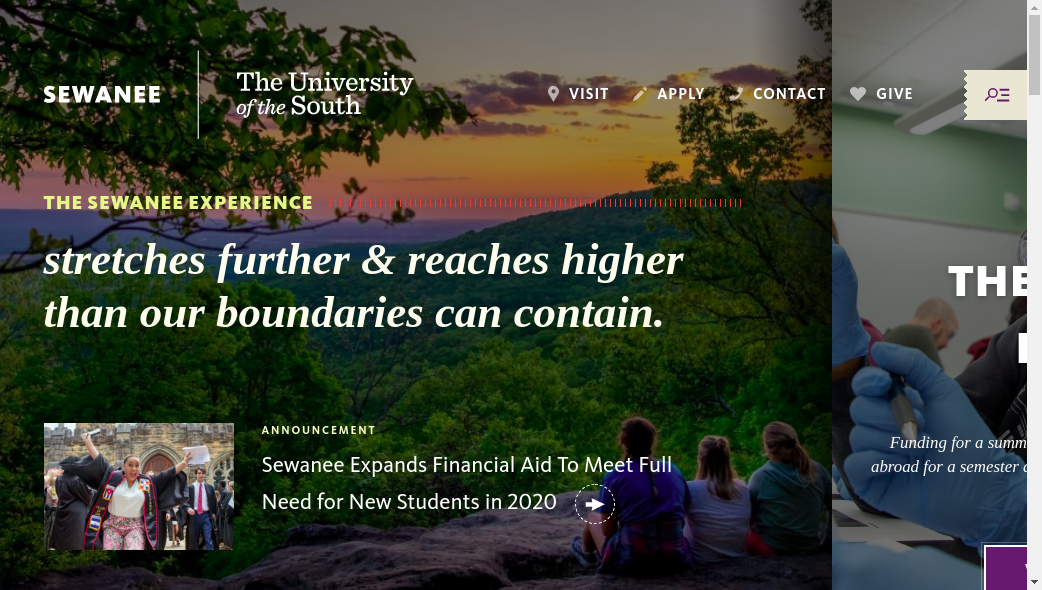 SEWANEE
The University
of the South
VISIT
APPLY
CONTACT
GIVE
THE SEWANEE EXPERIENCE
stretches further & reaches higher
than our boundaries can contain.
THE
ANNOUNCEMENT
Sewanee Expands Financial Aid To Meet Full
Need for New Students in 2020
Funding for a summ
abroad for a semester